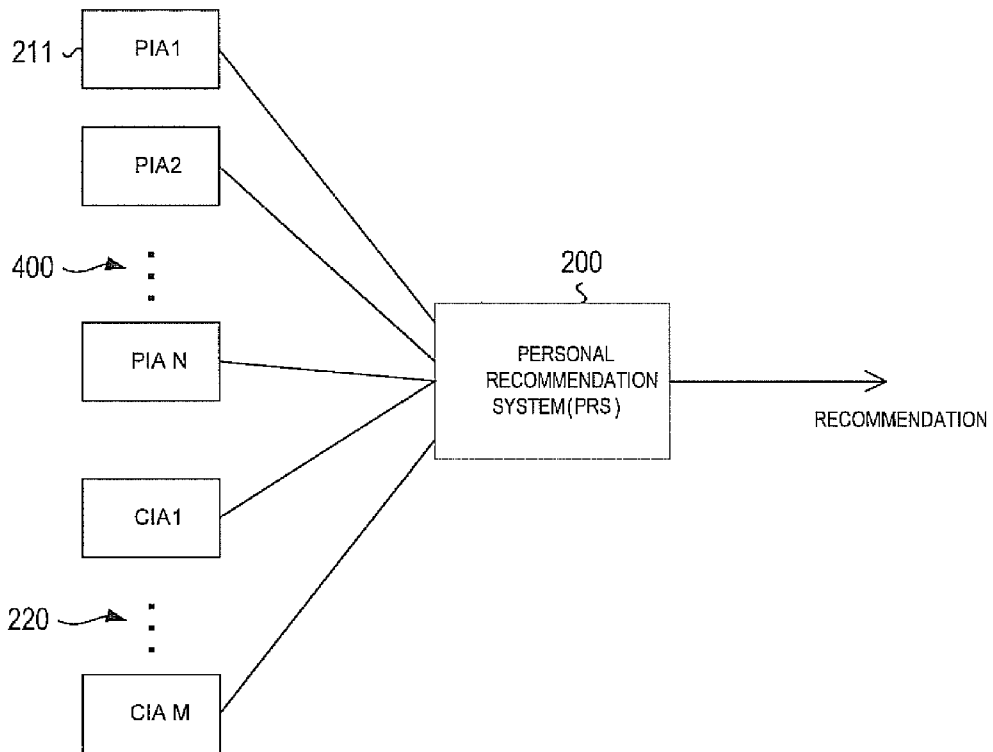 211
PIA1
PIA2
400
PIA N
200
PERSONAL
RECOMMENDATION
SYSTEM(PRS)
RECOMMENDATION
CIA1
220
CIA M